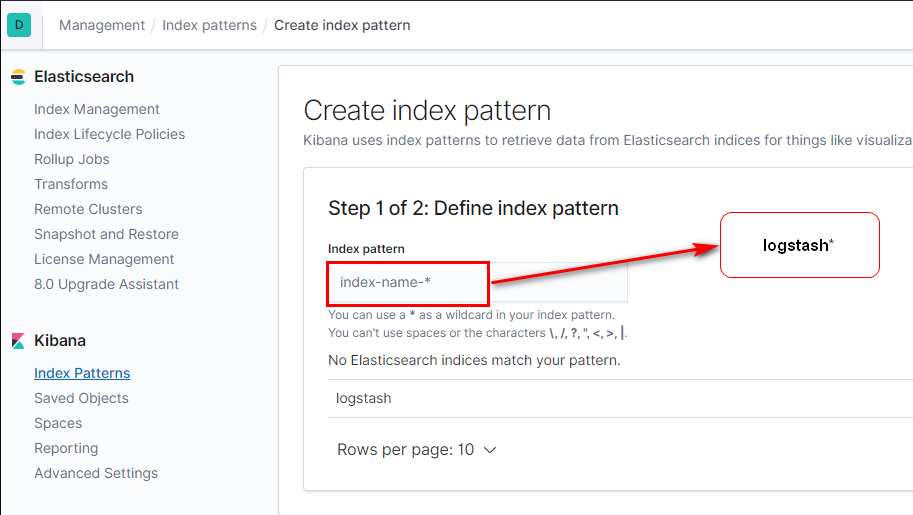 D
Management / Index patterns / Create index pattern
Elasticsearch
Index Management
Index Lifecycle Policies
Rollup Jobs
Transforms
Remote Clusters
Snapshot and Restore
License Management
8.0 Upgrade Assistant
Kibana
Index Patterns
Saved Objects
Spaces
Reporting
Advanced Settings
Create index pattern
Kibana uses index patterns to retrieve data from Elasticsearch indices for things like visualiza
Step 1 of 2: Define index pattern
Index pattern
index-name-*
logstash*
You can use a * as a wildcard in your index pattern.
You can't use spaces or the characters \, /, ?, ", <, >, |.
No Elasticsearch indices match your pattern.
logstash
Rows per page: 10